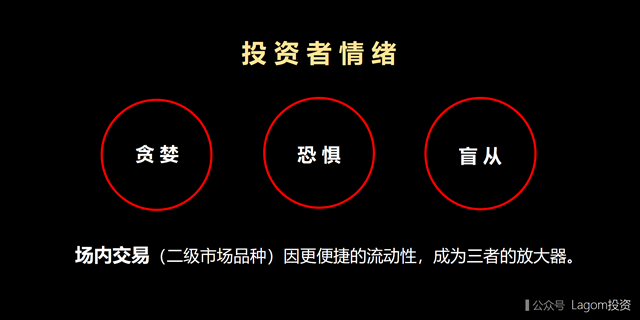 投资者情绪
贪婪
恐惧
盲从
场内交易（二级市场品种）因更便捷的流动性，成为三者的放大器。
公众号 Lagom投资